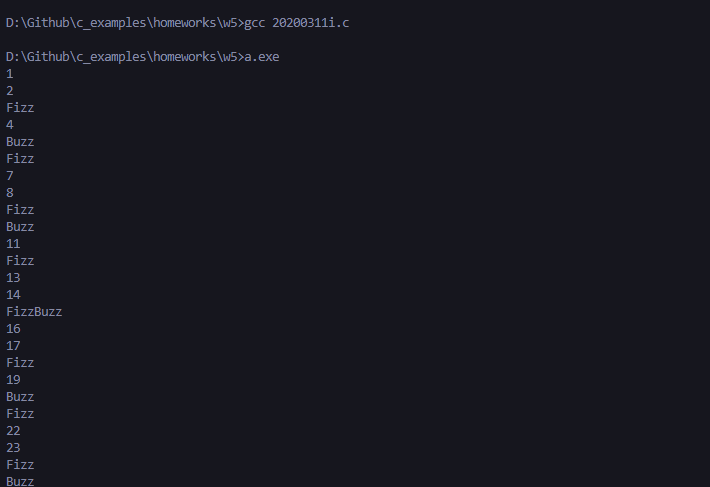 D:\Github\c_examples\homeworks\w5>gcc 20200311i.c
D:\Github\c_examples\homeworks\w5>a.exe
1
2
Fizz
4
Buzz
Fizz
7
8
Fizz
Buzz
11
Fizz
13
14
FizzBuzz
16
17
Fizz
19
Buzz
Fizz
22
23
Fizz
Buzz